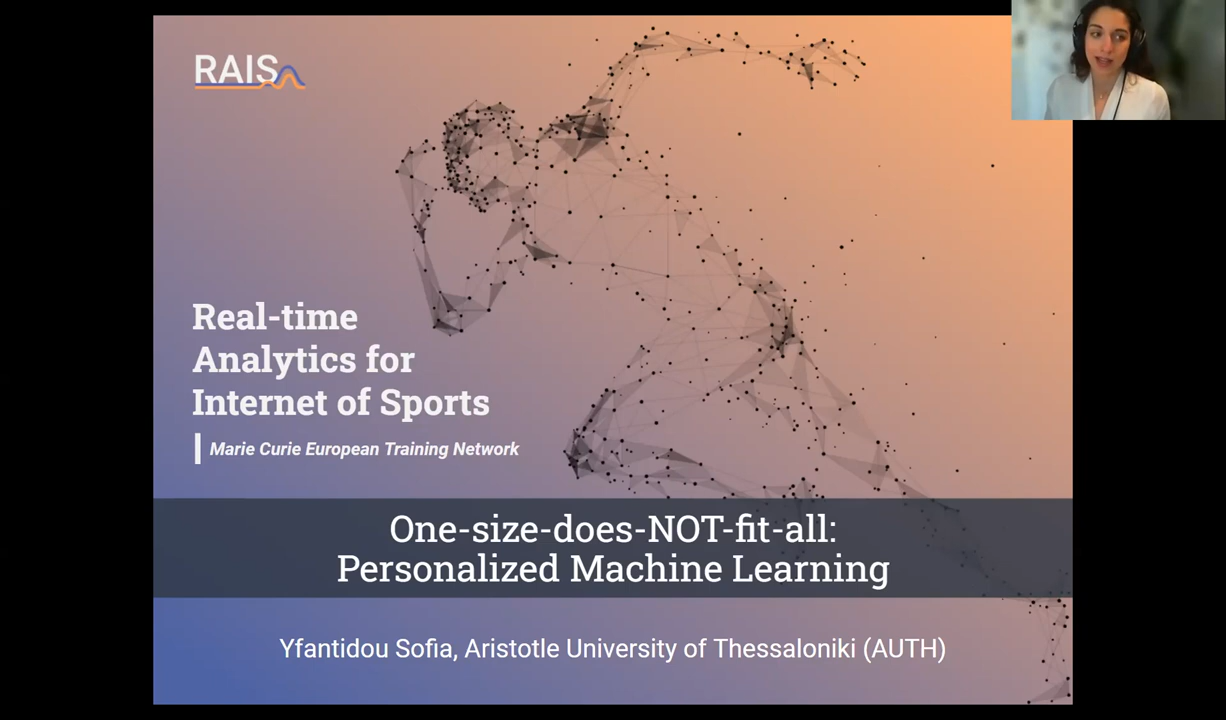 RAIS
Real-time
Analytics for
Internet of Sports
Marie Curie European Training Network
One-size-does-NOT-fit-all:
Personalized Machine Learning
Yfantidou Sofia, Aristotle University of Thessaloniki (AUTH)